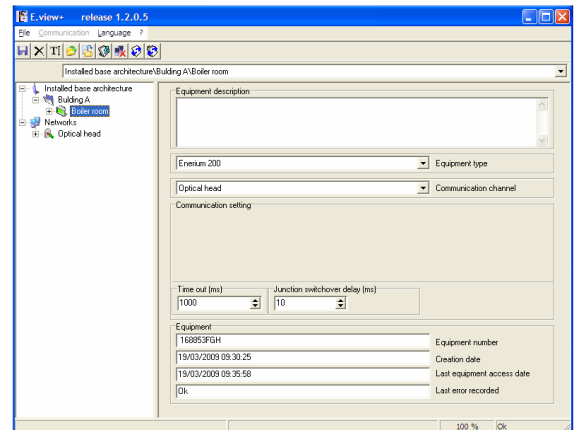 E.view+ release 1.2.0.5
File Communication Language ?
Installed base architecture\Bulding A\Boiler room
Installed base architecture
Bulding A
Boiler room
Networks
Optical head
Equipment description
Enerium 200
Equipment type
Optical head
Communication channel
Communication setting
Time out (ms)
Junction switchover delay (ms)
1000
10
Equipment
168853FGH
Equipment number
19/03/2009 09:30:25
Creation date
19/03/2009 09:35:58
Last equipment access date
Ok
Last error recorded
100 % Ok